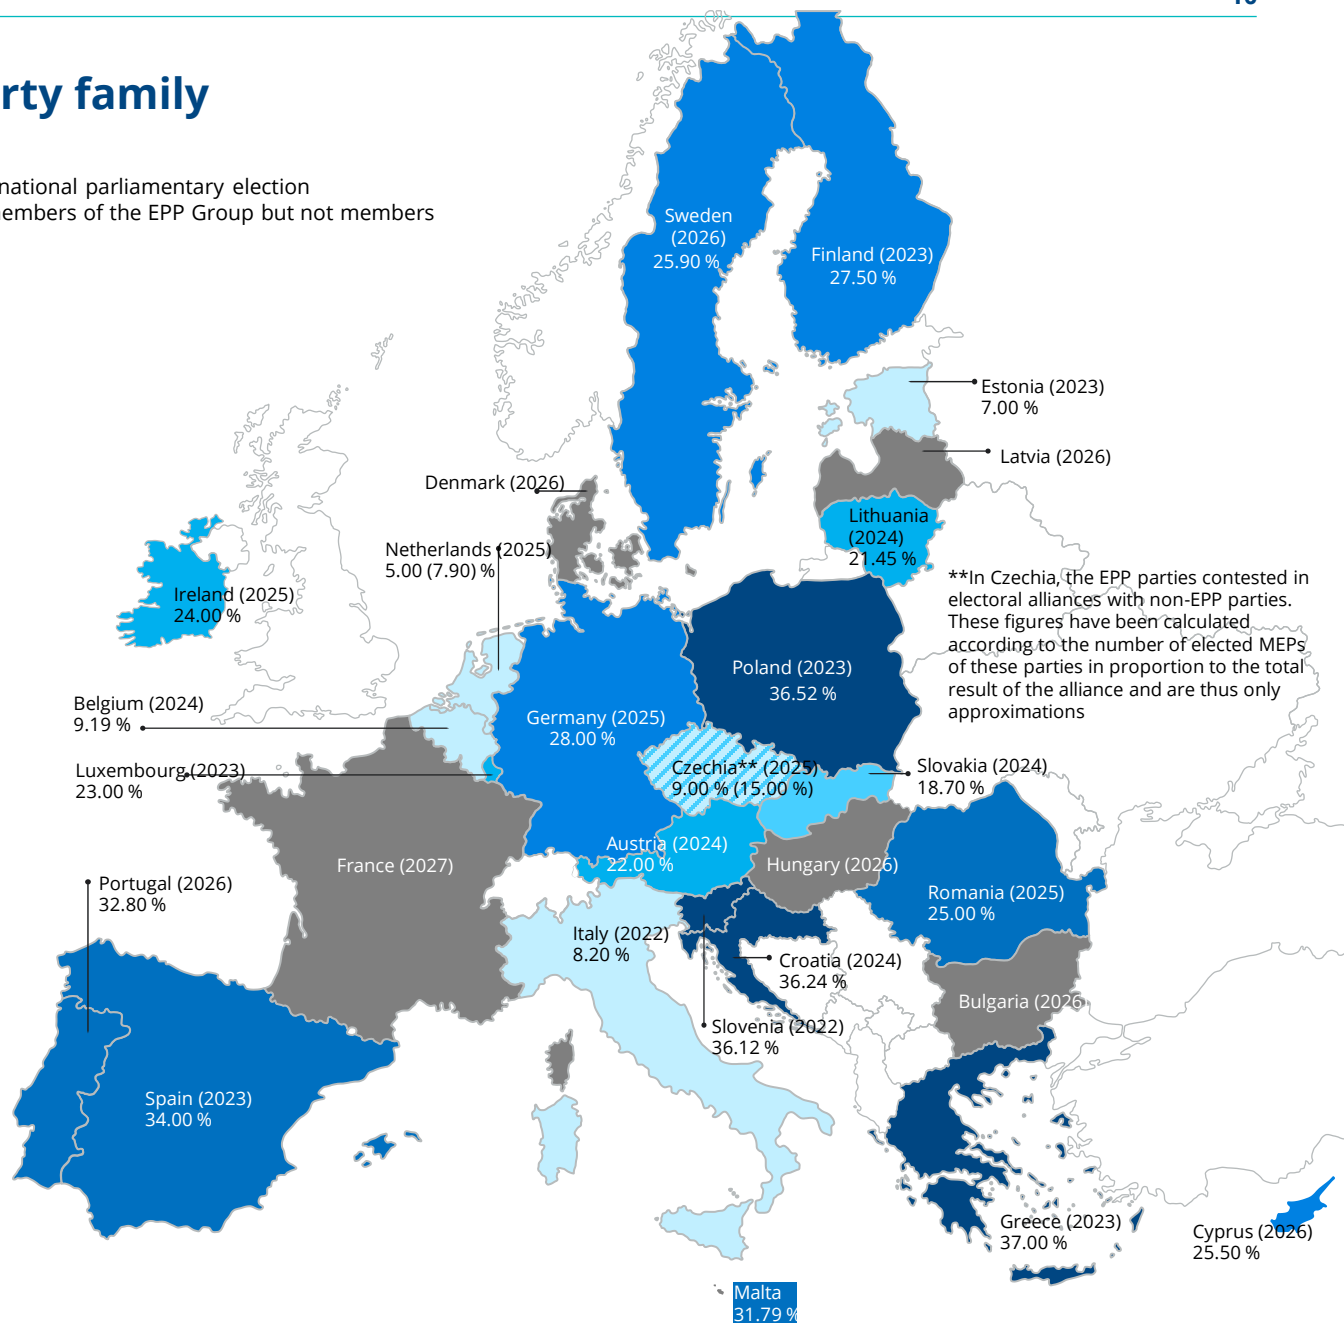 rty family
national parliamentary election
embers of the EPP Group but not members
Sweden
(2026)
25.90 %
Finland (2023)
27.50 %
Estonia (2023)
7.00 %
Latvia (2026)
Denmark (2026)
Lithuania
(2024)
21.45 %
Netherlands (2025)
5.00 (7.90) %
Ireland (2025)
24.00 %
**In Czechia, the EPP parties contested in
electoral alliances with non-EPP parties.
These figures have been calculated
according to the number of elected MEPs
of these parties in proportion to the total
result of the alliance and are thus only
approximations
Poland (2023)
36.52 %
Belgium (2024)
9.19 %
Germany (2025)
28.00 %
Luxembourg (2023)
23.00 %
Czechia** (2025)
9.00 % (15.00 %)
Slovakia (2024)
18.70 %
Austria (2024)
22.00 %
France (2027)
Hungary (2026)
Portugal (2026)
32.80 %
Romania (2025)
25.00 %
Italy (2022)
8.20 %
Croatia (2024)
36.24 %
Slovenia (2022)
36.12 %
Bulgaria (2026)
Spain (2023)
34.00 %
Greece (2023)
37.00 %
Cyprus (2026)
25.50 %
Malta
31.79 %